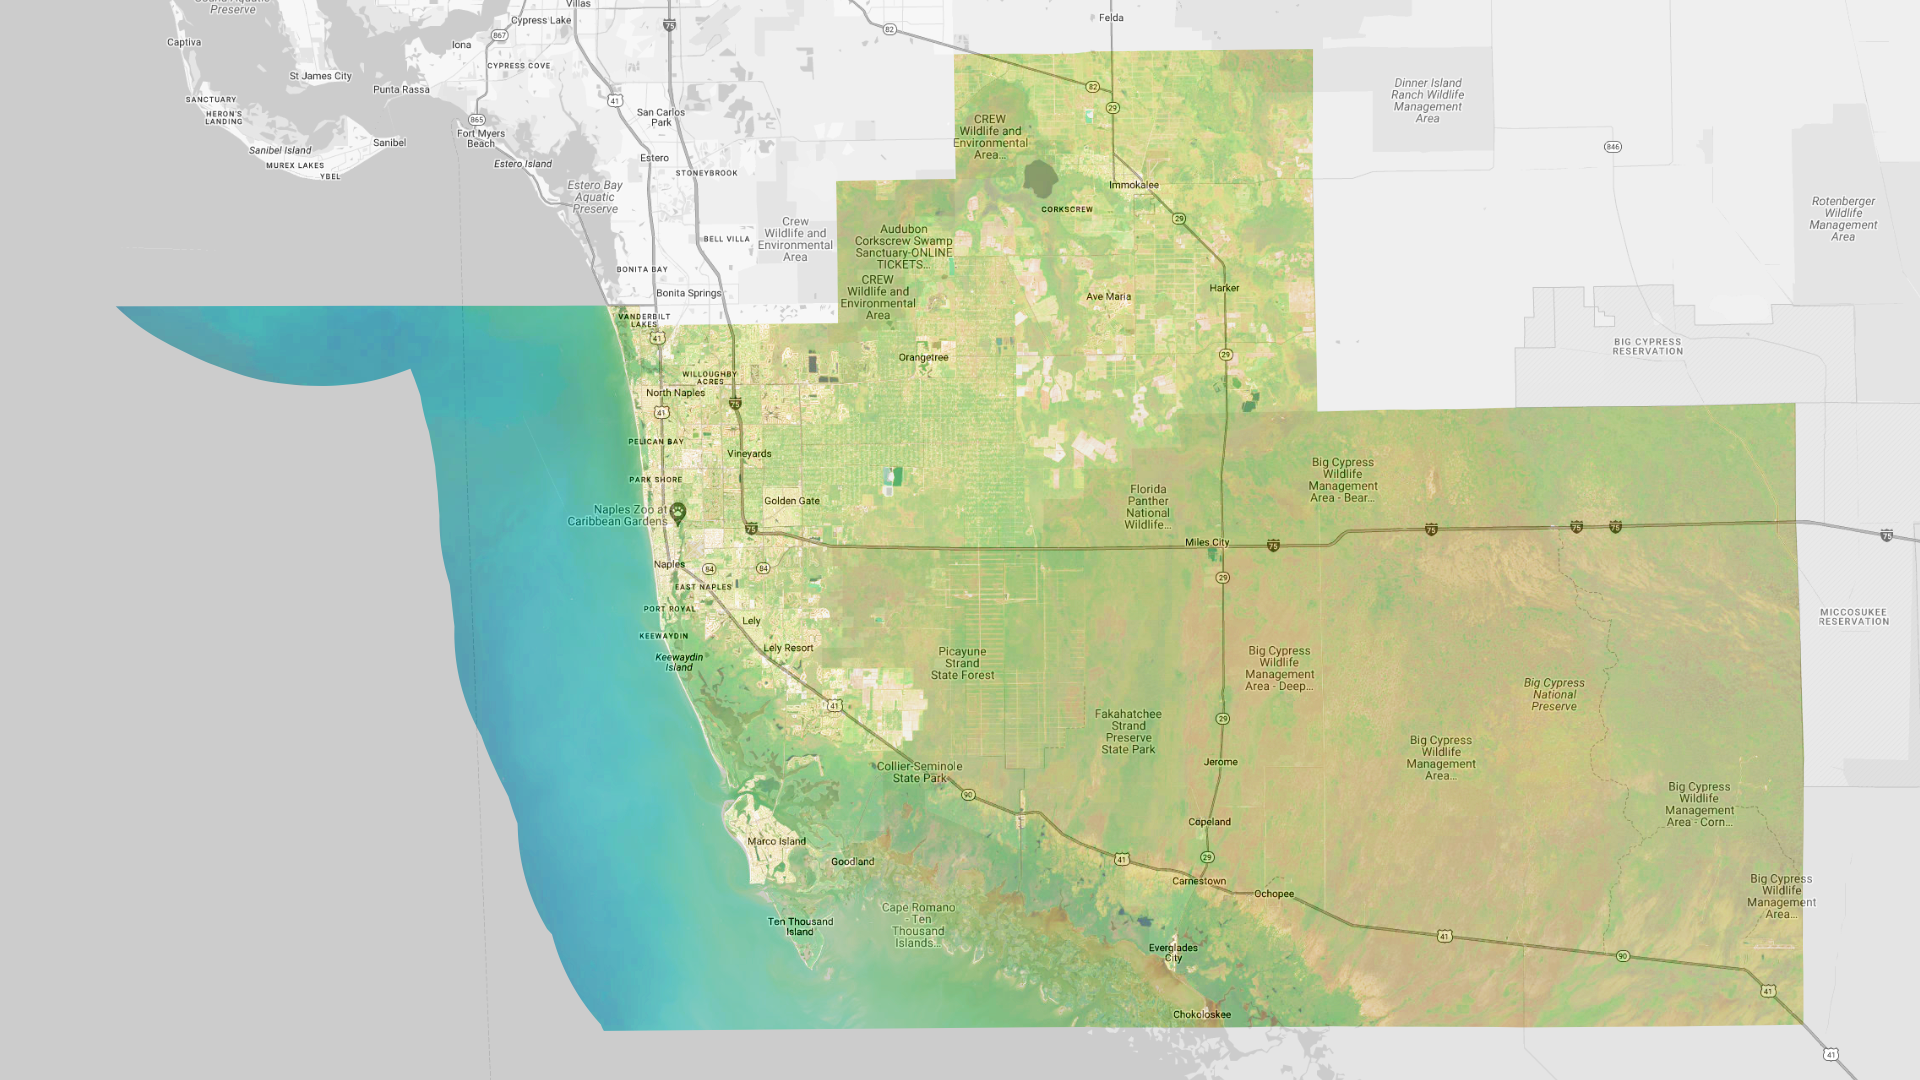 Sound Aquatic
Preserve
Captiva
SANCTUARY
HERON'S
LANDING
Sanibel Island
MUREX LAKES
YBEL
St James City
Punta Rassa
Sanibel
Iona
Cypress Lake
Villas
867
CYPRESS COVE
865
Fort Myers
Beach
Estero Island
Estero Bay
Aquatic
Preserve
75
41
San Carlos
Park
Estero
STONEYBROOK
Crew
Wildlife and
Environmental
Area
BELL VILLA
BONITA BAY
Bonita Springs
82
Felda
82
29
CREW
Wildlife and
Environmental
Area...
Immokalee
CORKSCREW
29
Audubon
Corkscrew Swamp
Sanctuary-ONLINE
TICKETS...
CREW
Wildlife and
Environmental
Area
Ave Maria
Harker
29
Orangetree
Dinner Island
Ranch Wildlife
Management
Area
846
Rotenberger
Wildlife
Management
Area
BIG CYPRESS
RESERVATION
VANDERBILT
LAKES
41
WILLOUGHBY
ACRES
North Naples
41
75
PELICAN BAY
Vineyards
PARK SHORE
Golden Gate
Naples Zoo at
Caribbean Gardens
75
Naples
84
84
EAST NAPLES
PORT ROYAL
Lely
KEEWAYDIN
Lely Resort
Keewaydin
Island
41
Florida
Panther
National
Wildlife...
Miles City
75
29
Big Cypress
Wildlife
Management
Area - Bear...
75
75
75
75
MICCOSUKEE
RESERVATION
Picayune
Strand
State Forest
Big Cypress
Wildlife
Management
Area - Deep...
Big Cypress
National
Preserve
Fakahatchee
Strand
Preserve
State Park
29
Big Cypress
Wildlife
Management
Area...
Jerome
Collier-Seminole
State Park
90
Big Cypress
Wildlife
Management
Area - Corn...
Copeland
Marco Island
Goodland
41
29
Carnestown
Ochopee
Big Cypress
Wildlife
Management
Area...
Ten Thousand
Island
Cape Romano
- Ten
Thousand
Islands...
Everglades
City
41
90
41
Chokoloskee
41